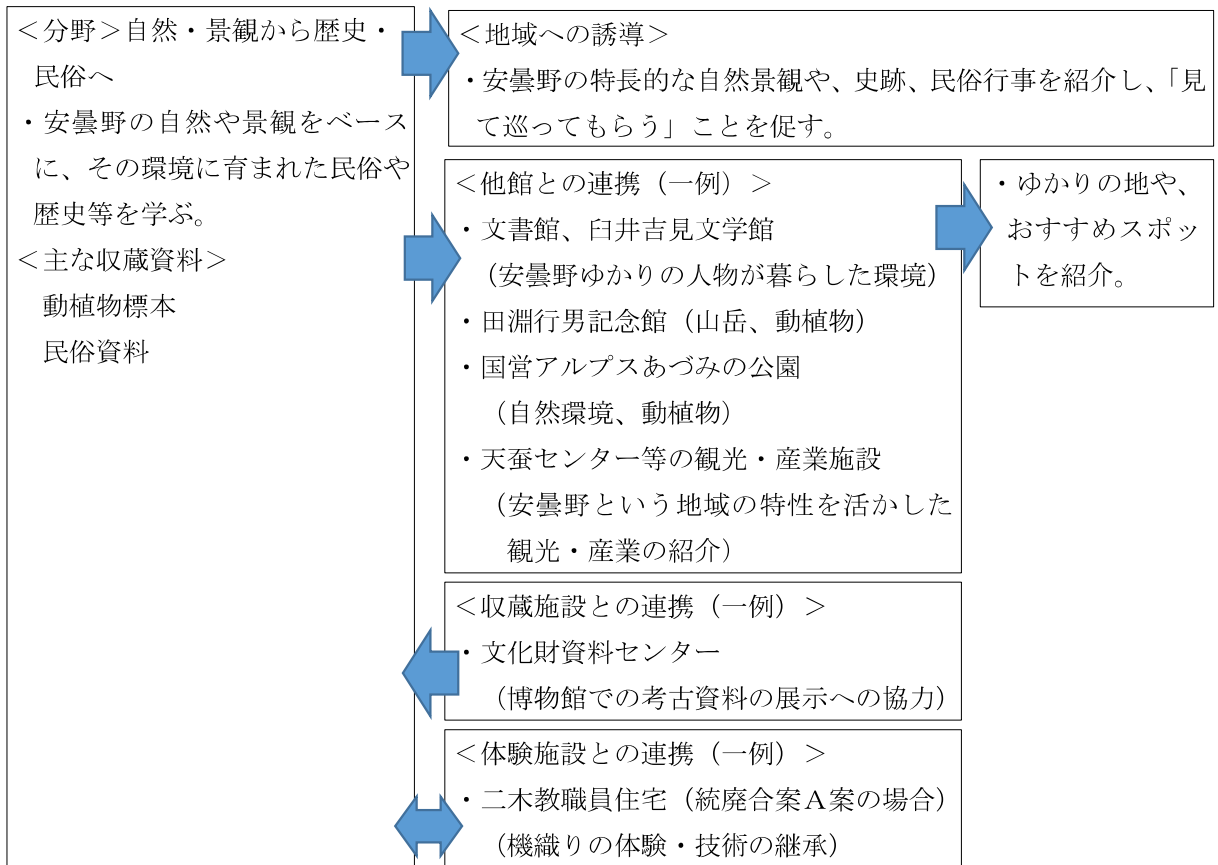 ＜分野＞自然・景観から歴史・
民俗へ
・安曇野の自然や景観をベース
に、その環境に育まれた民俗や
歴史等を学ぶ。
＜主な収蔵資料＞
動植物標本
民俗資料
＜地域への誘導＞
・安曇野の特長的な自然景観や、史跡、民俗行事を紹介し、「見
て巡ってもらう」ことを促す。
＜他館との連携（一例）＞
・文書館、臼井吉見文学館
（安曇野ゆかりの人物が暮らした環境）
・田淵行男記念館（山岳、動植物）
・国営アルプスあづみの公園
（自然環境、動植物）
・天蚕センター等の観光・産業施設
（安曇野という地域の特性を活かした
観光・産業の紹介）
・ゆかりの地や、
おすすめスポッ
トを紹介。
＜収蔵施設との連携（一例）＞
・文化財資料センター
（博物館での考古資料の展示への協力）
＜体験施設との連携（一例）＞
・二木教職員住宅（統廃合案Ａ案の場合）
（機織りの体験・技術の継承）